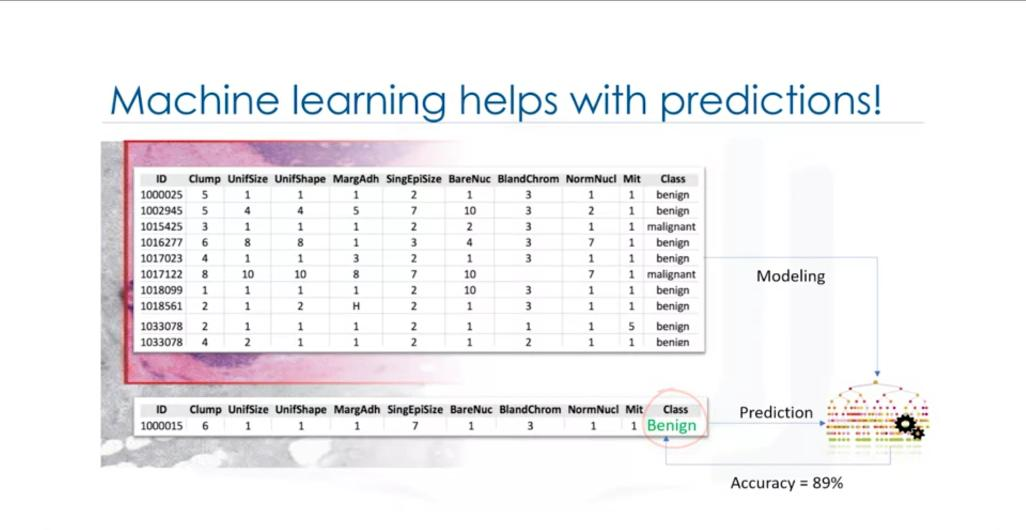 Machine learning helps with predictions!
ID Clump UnifSize UnifShape MargAdh SingEpiSize BareNuc BlandChrom NormNucl Mit Class
1000025 5 1 1 1 2 1 3 1 1 benign
1002945 5 4 4 5 7 10 3 2 1 benign
1015425 3 1 1 1 2 2 3 1 1 malignant
1016277 6 8 8 1 3 4 3 7 1 benign
1017023 4 1 1 3 2 1 3 1 1 benign
1017122 8 10 10 8 7 10 7 1 malignant
1018099 1 1 1 1 2 10 3 1 1 benign
1018561 2 1 2 H 2 1 3 1 1 benign
1033078 2 1 1 1 2 1 1 1 5 benign
1033078 4 2 1 1 2 1 2 1 1 benign
Modeling
ID Clump UnifSize UnifShape MargAdh SingEpiSize BareNuc BlandChrom NormNucl Mit Class
1000015 6 1 1 1 7 1 3 1 1 Benign
Prediction
Accuracy = 89%